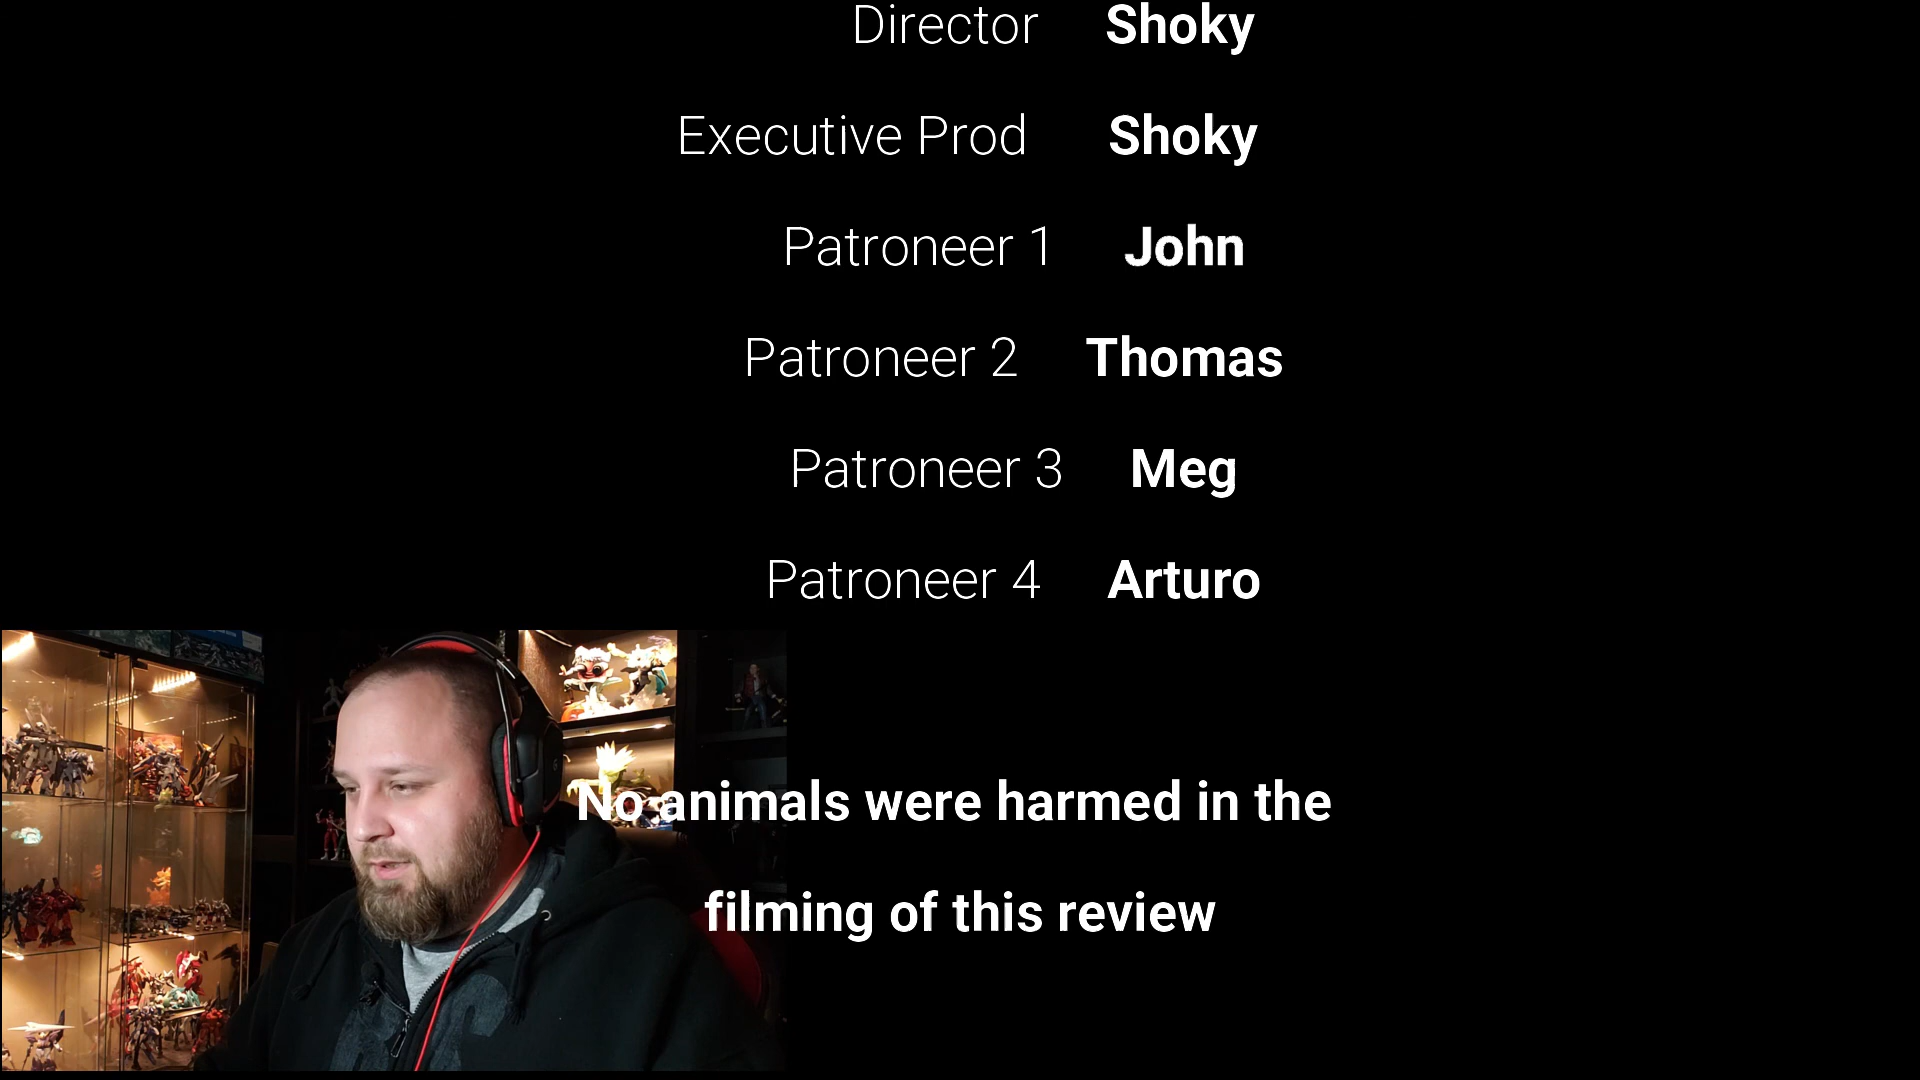 Director Shoky
Executive Prod Shoky
Patroneer 1 John
Patroneer 2 Thomas
Patroneer 3 Meg
Patroneer 4 Arturo
No animals were harmed in the
filming of this review